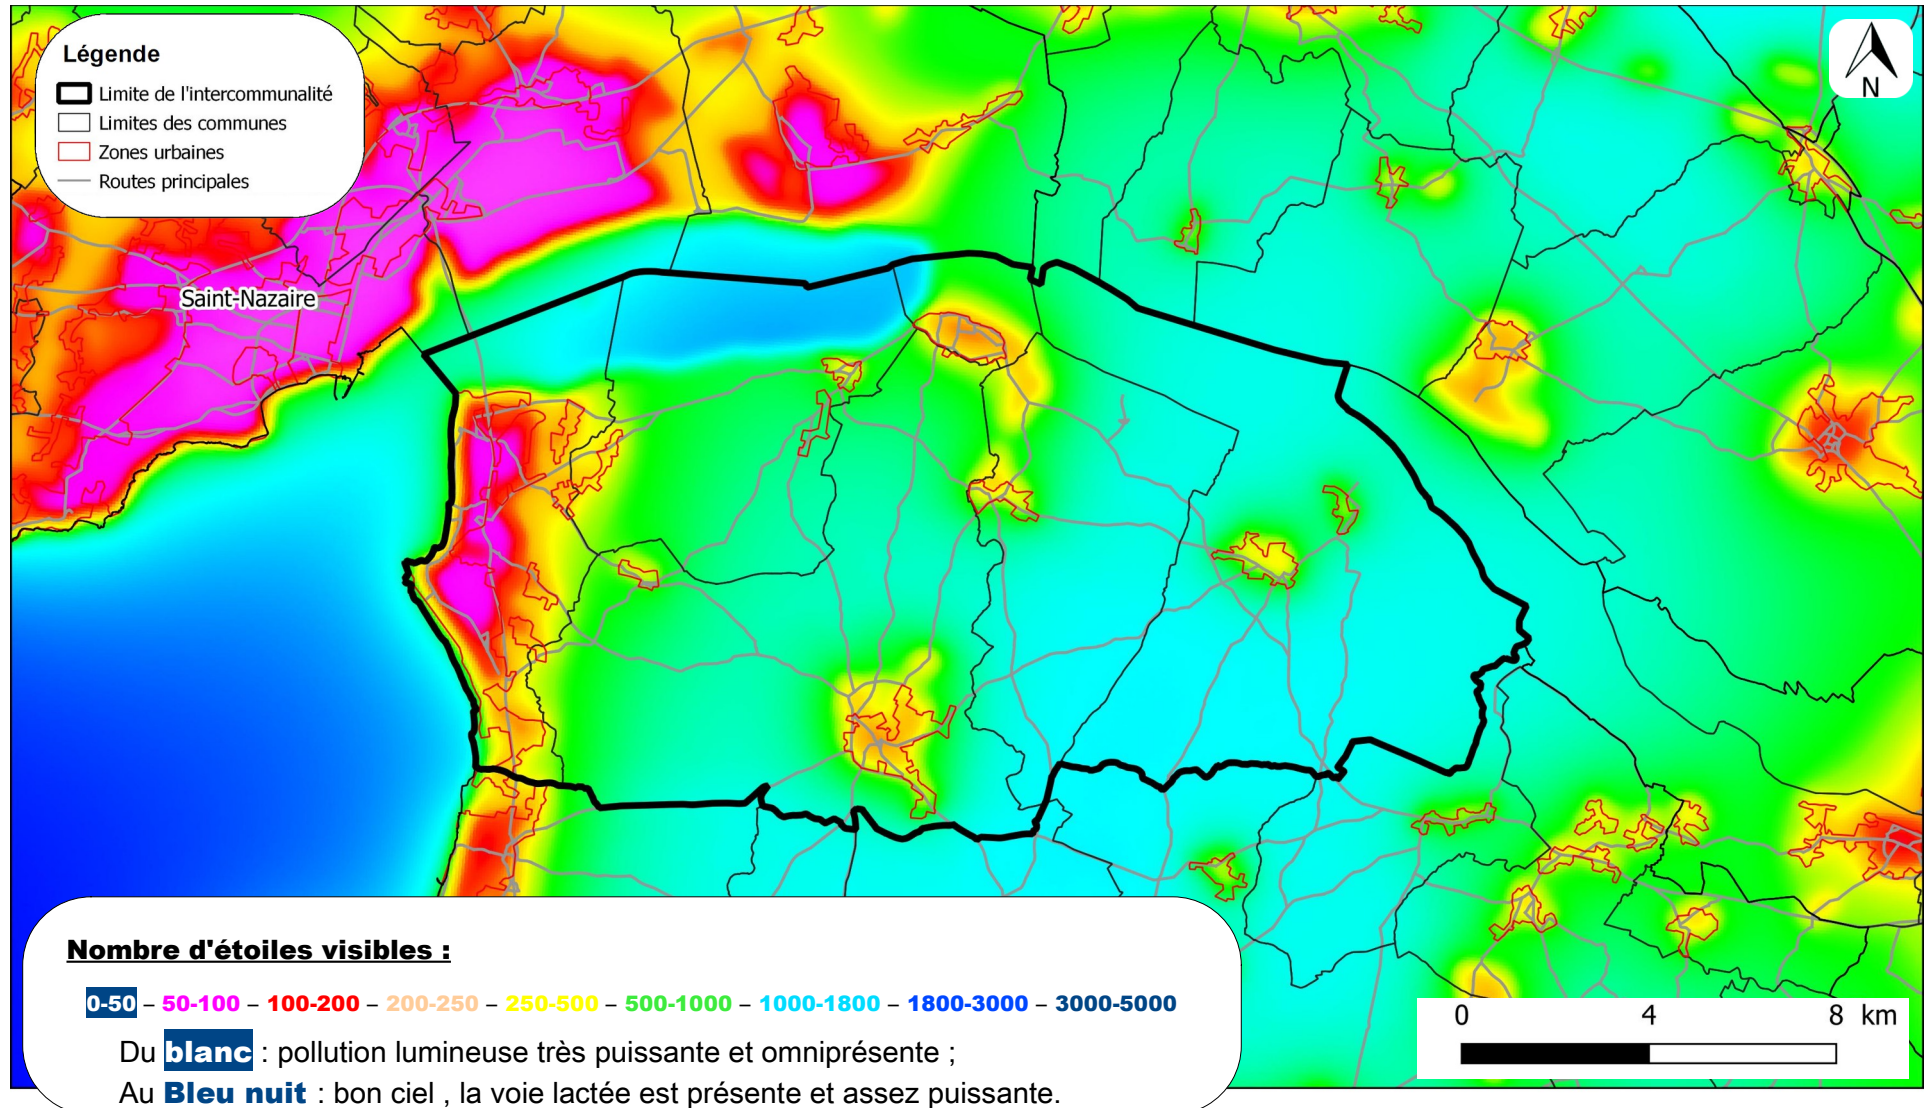 Légende
Limite de l'intercommunalité
Limites des communes
Zones urbaines
Routes principales
N
Saint-Nazaire
Nombre d'étoiles visibles :
0-50 – 50-100 – 100-200 – 200-250 – 250-500 – 500-1000 – 1000-1800 – 1800-3000 – 3000-5000
Du blanc : pollution lumineuse très puissante et omniprésente ;
Au Bleu nuit : bon ciel , la voie lactée est présente et assez puissante.
0 4 8 km